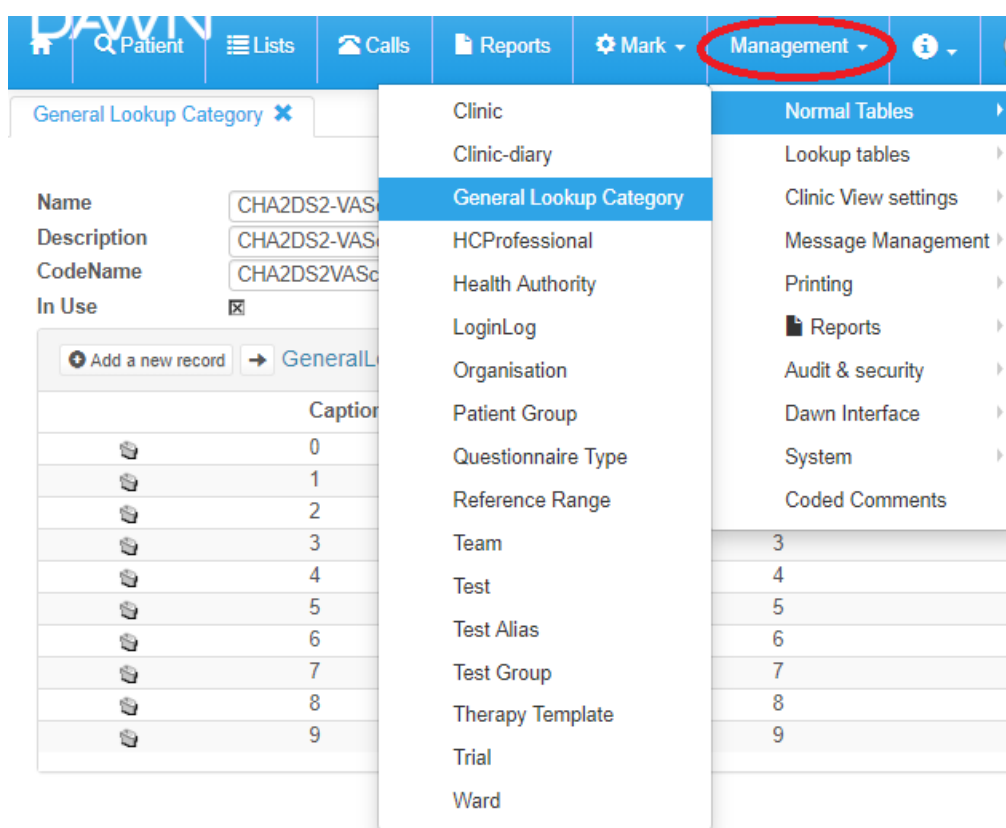 DAWN
Patient Lists Calls Reports Mark Management
General Lookup Category
Name CHA2DS2-VAS
Description CHA2DS2-VAS
CodeName CHA2DS2VASc
In Use
Add a new record GeneralL
Caption
0
1
2
3 3
4 4
5 5
6 6
7 7
8 8
9 9
Clinic
Clinic-diary
General Lookup Category
HCProfessional
Health Authority
LoginLog
Organisation
Patient Group
Questionnaire Type
Reference Range
Team
Test
Test Alias
Test Group
Therapy Template
Trial
Ward
Normal Tables
Lookup tables
Clinic View settings
Message Management
Printing
Reports
Audit & security
Dawn Interface
System
Coded Comments